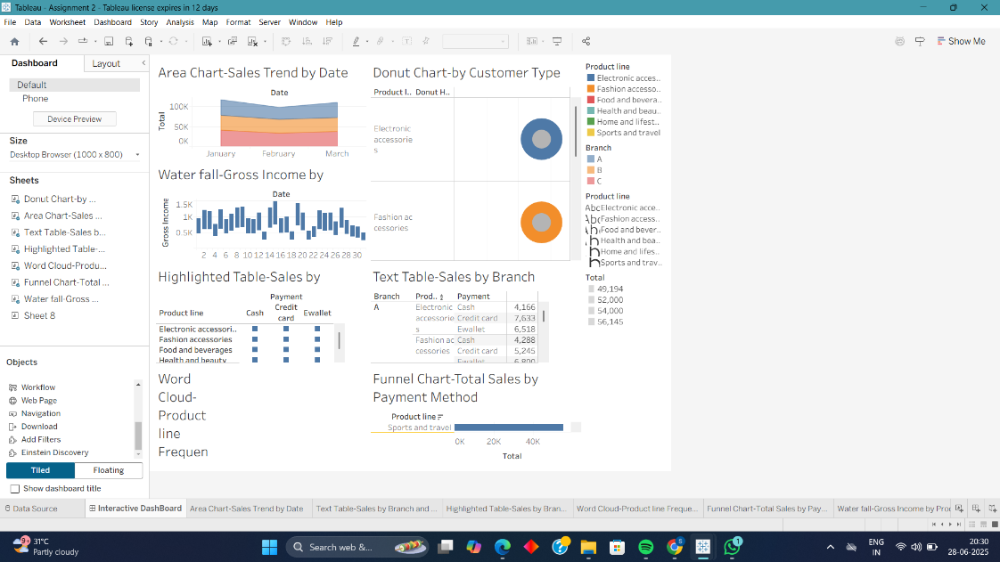 Tableau - Assignment 2 - Tableau license expires in 12 days
File Data Worksheet Dashboard Story Analysis Map Format Server Window Help
Show Me
Dashboard Layout
Default
Phone
Device Preview
Size
Desktop Browser (1000 x 800)
Sheets
Donut Chart-by ...
Area Chart-Sales ...
Text Table-Sales b...
Highlighted Table-...
Word Cloud-Produ...
Funnel Chart-Total ...
Water fall-Gross ...
Sheet 8
Objects
Workflow
Web Page
Navigation
Download
Add Filters
Einstein Discovery
Tiled Floating
Show dashboard title
Area Chart-Sales Trend by Date
Date
Total
100K
50K
0K
January February March
Water fall-Gross Income by
Date
Gross Income
1.5K
1K
0.5K
2 4 6 8 10 12 14 16 18 20 22 24 26 28 30
Highlighted Table-Sales by
Payment
Product line Cash Credit card Ewallet
Electronic accessori..
Fashion accessories
Food and beverages
Health and beauty
Word
Cloud-
Product
line
Frequen
Donut Chart-by Customer Type
Product l.. Donut H..
Electronic
accessorie
s
Fashion ac
cessories
Text Table-Sales by Branch
Branch Prod.. Payment
A Electronic Cash 4,166
accessorie Credit card 7,633
s Ewallet 6,518
Fashion ac Cash 4,288
cessories Credit card 5,245
Ewallet 6,800
Funnel Chart-Total Sales by
Payment Method
Product line
Sports and travel
0K 20K 40K
Total
Product line
Electronic acces..
Fashion accesso..
Food and bevera..
Health and beau..
Home and lifest..
Sports and travel
Branch
A
B
C
Product line
Electronic acce..
Fashion access..
Food and bever..
Health and bea..
Home and lifes..
Sports and trav..
Total
49,194
52,000
54,000
56,145
Data Source Interactive DashBoard Area Chart-Sales Trend by Date Text Table-Sales by Branch and ... Highlighted Table-Sales by Bran... Word Cloud-Product line Freque... Funnel Chart-Total Sales by Pay... Water fall-Gross Income by Pro
9+ 31°C
Partly cloudy
Search web &...
ENG
IN
20:30
28-06-2025